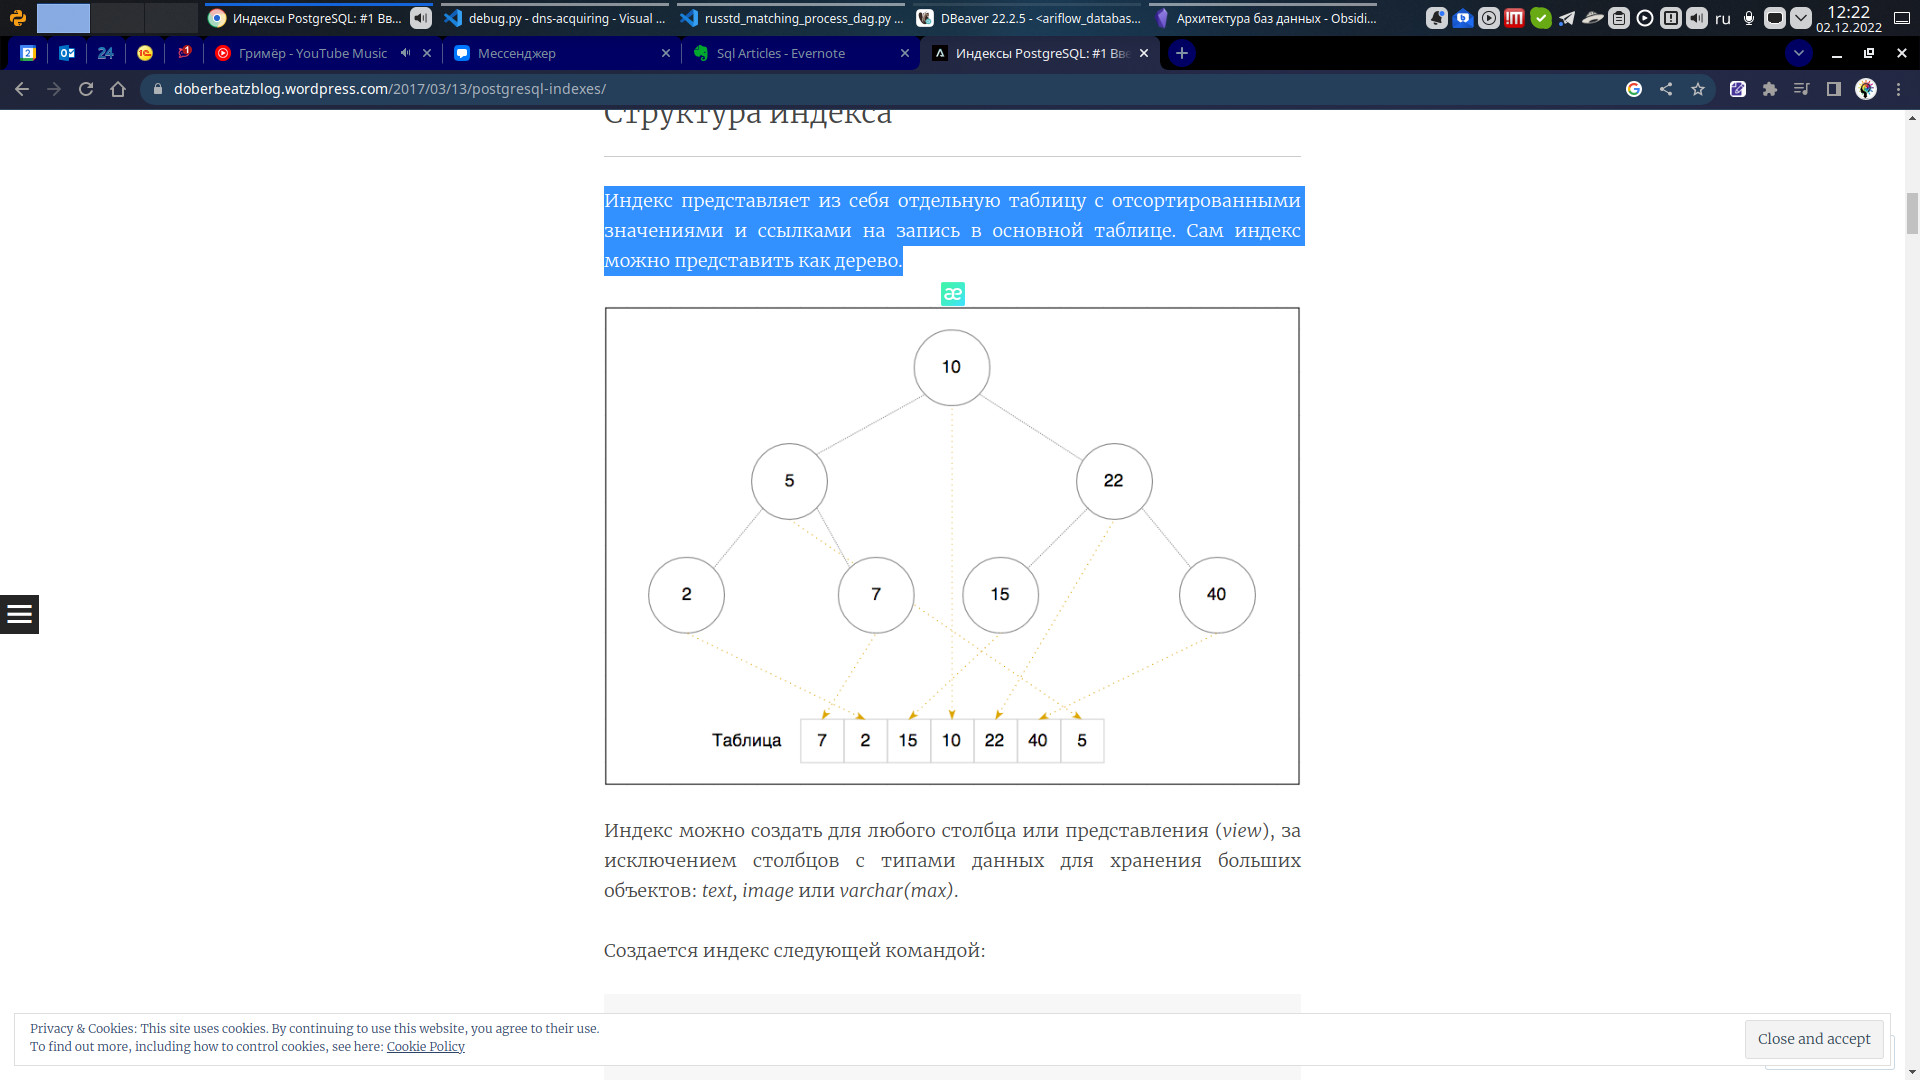 Индексы PostgreSQL: #1 Вв...
debug.py - dns-acquiring - Visual ...
russtd_matching_process_dag.py ...
DBeaver 22.2.5 - <ariflow_databas...
Архитектура баз данных - Obsidi...
ru
12:22
02.12.2022
24
Гримёр - YouTube Music
Мессенджер
Sql Articles - Evernote
Индексы PostgreSQL: #1 Вве
doberbeatzblog.wordpress.com/2017/03/13/postgresql-indexes/
Структура индекса
Индекс представляет из себя отдельную таблицу с отсортированными
значениями и ссылками на запись в основной таблице. Сам индекс
можно представить как дерево.
æ
10
5
22
2
7
15
40
Таблица 7 2 15 10 22 40 5
Индекс можно создать для любого столбца или представления (view), за
исключением столбцов с типами данных для хранения больших
объектов: text, image или varchar(max).
Создается индекс следующей командой:
Privacy & Cookies: This site uses cookies. By continuing to use this website, you agree to their use.
To find out more, including how to control cookies, see here: Cookie Policy
Close and accept